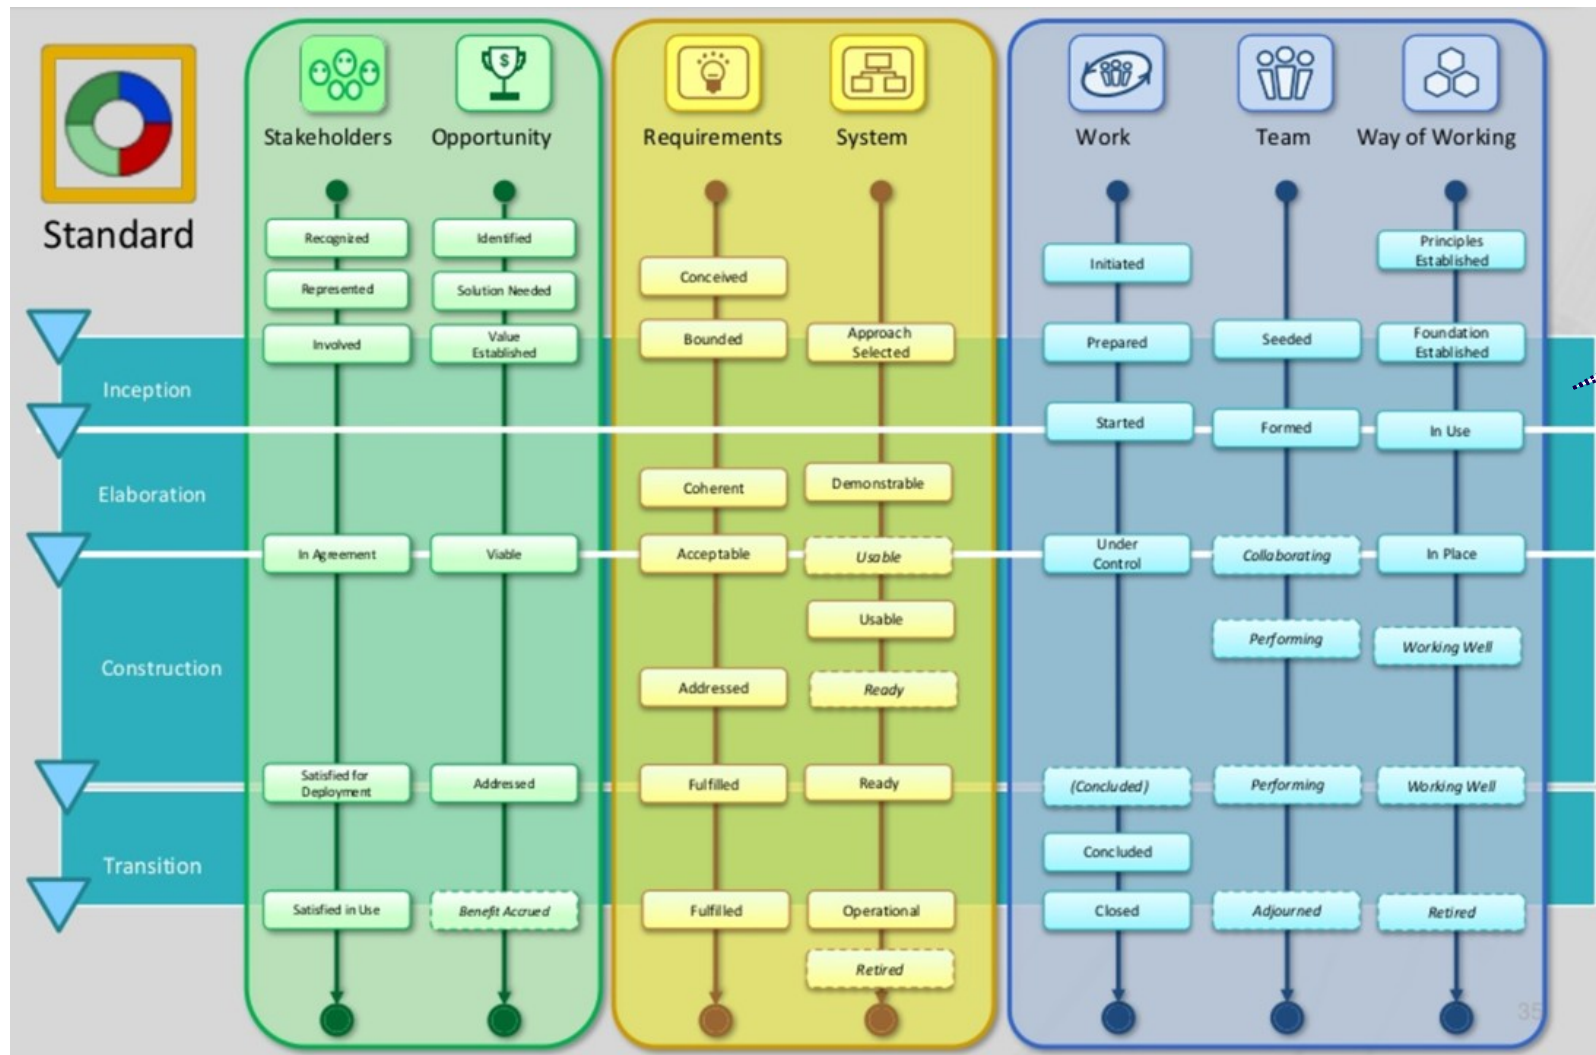 Stakeholders Opportunity Requirements System Work Team Way of Working
Standard
Recognized Identified Principles
Established
Initiated
Conceived
Represented Solution Needed
Involved Value
Established Bounded Approach
Selected Prepared Seeded Foundation
Established
Inception
Started Formed In Use
Elaboration Coherent Demonstrable
In Agreement Viable Acceptable Usable Under
Control Collaborating In Place
Usable
Performing Working Well
Construction
Addressed Ready
Satisfied for
Deployment Addressed Fulfilled Ready (Concluded) Performing Working Well
Concluded
Transition
Satisfied in Use Benefit Accrued Fulfilled Operational Closed Adjourned Retired
Retired
35
$